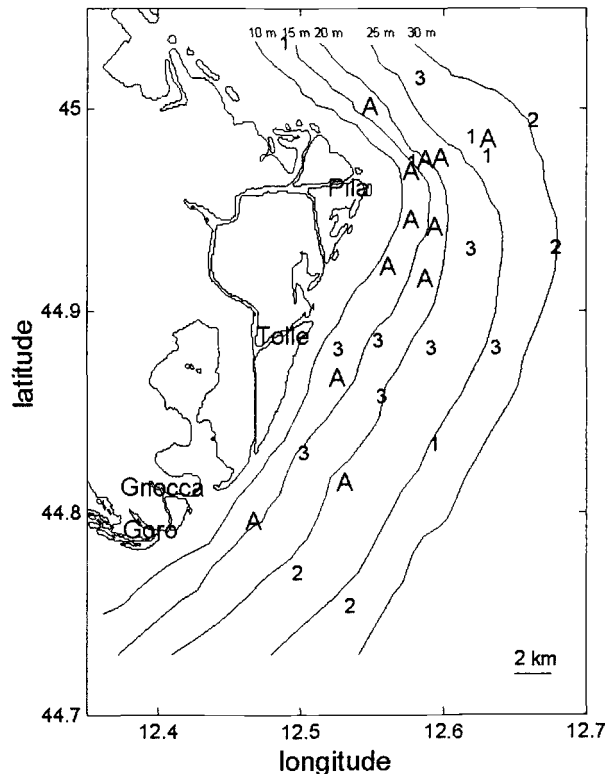 10 m 15 m 20 m 25 m 30 m
1
3
45
A
2
1 A
1 A A 1
A
Pila
A A
3 2
A A
44.9
Tolle
3 3 3 3
A
3
1
3
A
Gnocca
44.8
Goro
A
2
2
2 km
44.7
12.4 12.5 12.6 12.7
longitude
latitude